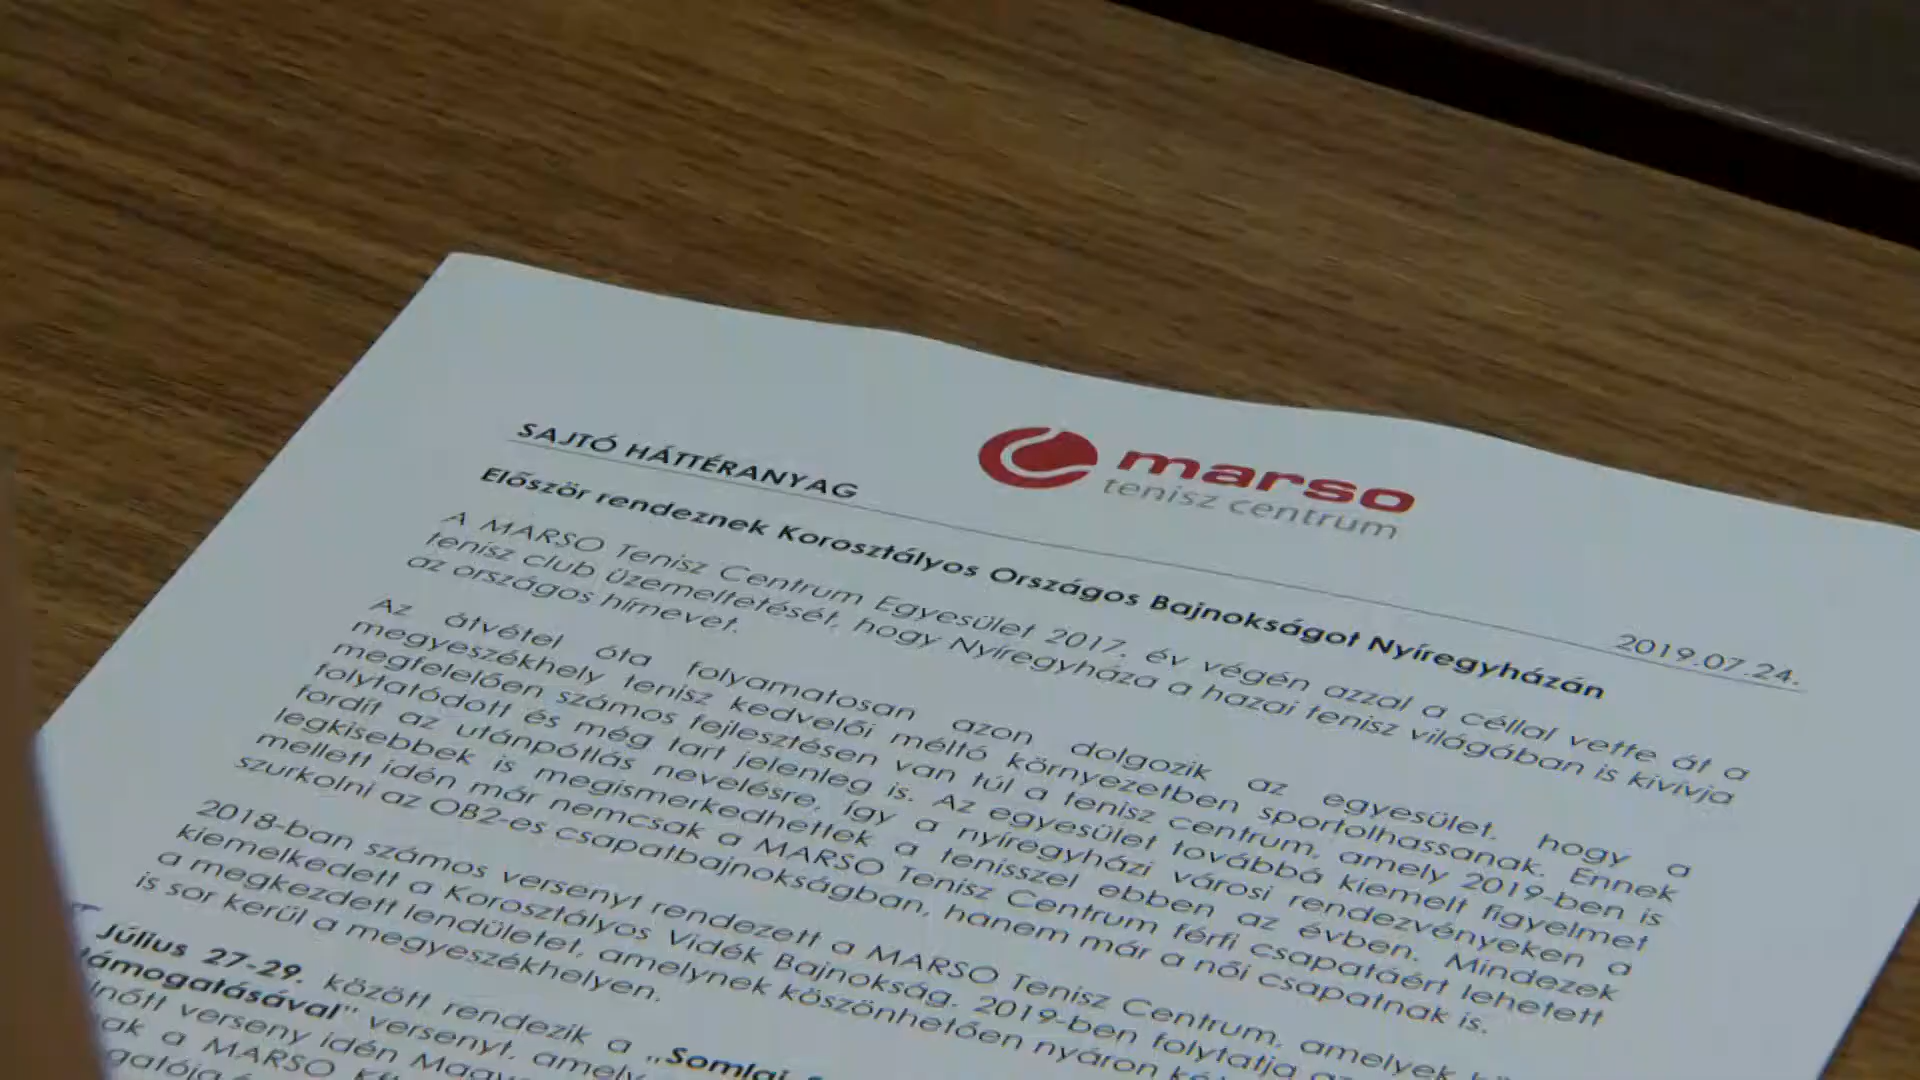 marso
tenisz centrum
SAJTÓ HÁTTÉRANYAG
2019.07.24.
Először rendeznek Korosztályos Országos Bajnokságot Nyíregyházán
A MARSO Tenisz Centrum Egyesület 2017. év végén azzal a céllal vette át a
tenisz club üzemeltetését, hogy Nyíregyháza a hazai tenisz világában is kivívja
az országos hírnevet.
Az átvétel óta folyamatosan azon dolgozik az egyesület, hogy a
megyeszékhely tenisz kedvelői méltó környezetben sportolhassanak. Ennek
megfelelően számos fejlesztésen van túl a tenisz centrum, amely 2019-ben is
folytatódott és még tart jelenleg is. Az egyesület továbbá kiemelt figyelmet
fordít az utánpótlás nevelésre, így a nyíregyházi városi rendezvényeken a
legkisebbek is megismerkedhettek a tenisszel ebben az évben. Mindezek
mellett idén már nemcsak a MARSO Tenisz Centrum férfi csapatáért lehetett
szurkolni az OB2-es csapatbajnokságban, hanem már a női csapatnak is.
2018-ban számos versenyt rendezett a MARSO Tenisz Centrum, amelyek
kiemelkedett a Korosztályos Vidék Bajnokság. 2019-ben folytatja
a megkezdett lendületet, amelynek köszönhetően nyáron
is sor kerül a megyeszékhelyen.
Július 27-29. között rendezik a „Somlai
támogatásával" versenyt,
verseny idén
a MARSO